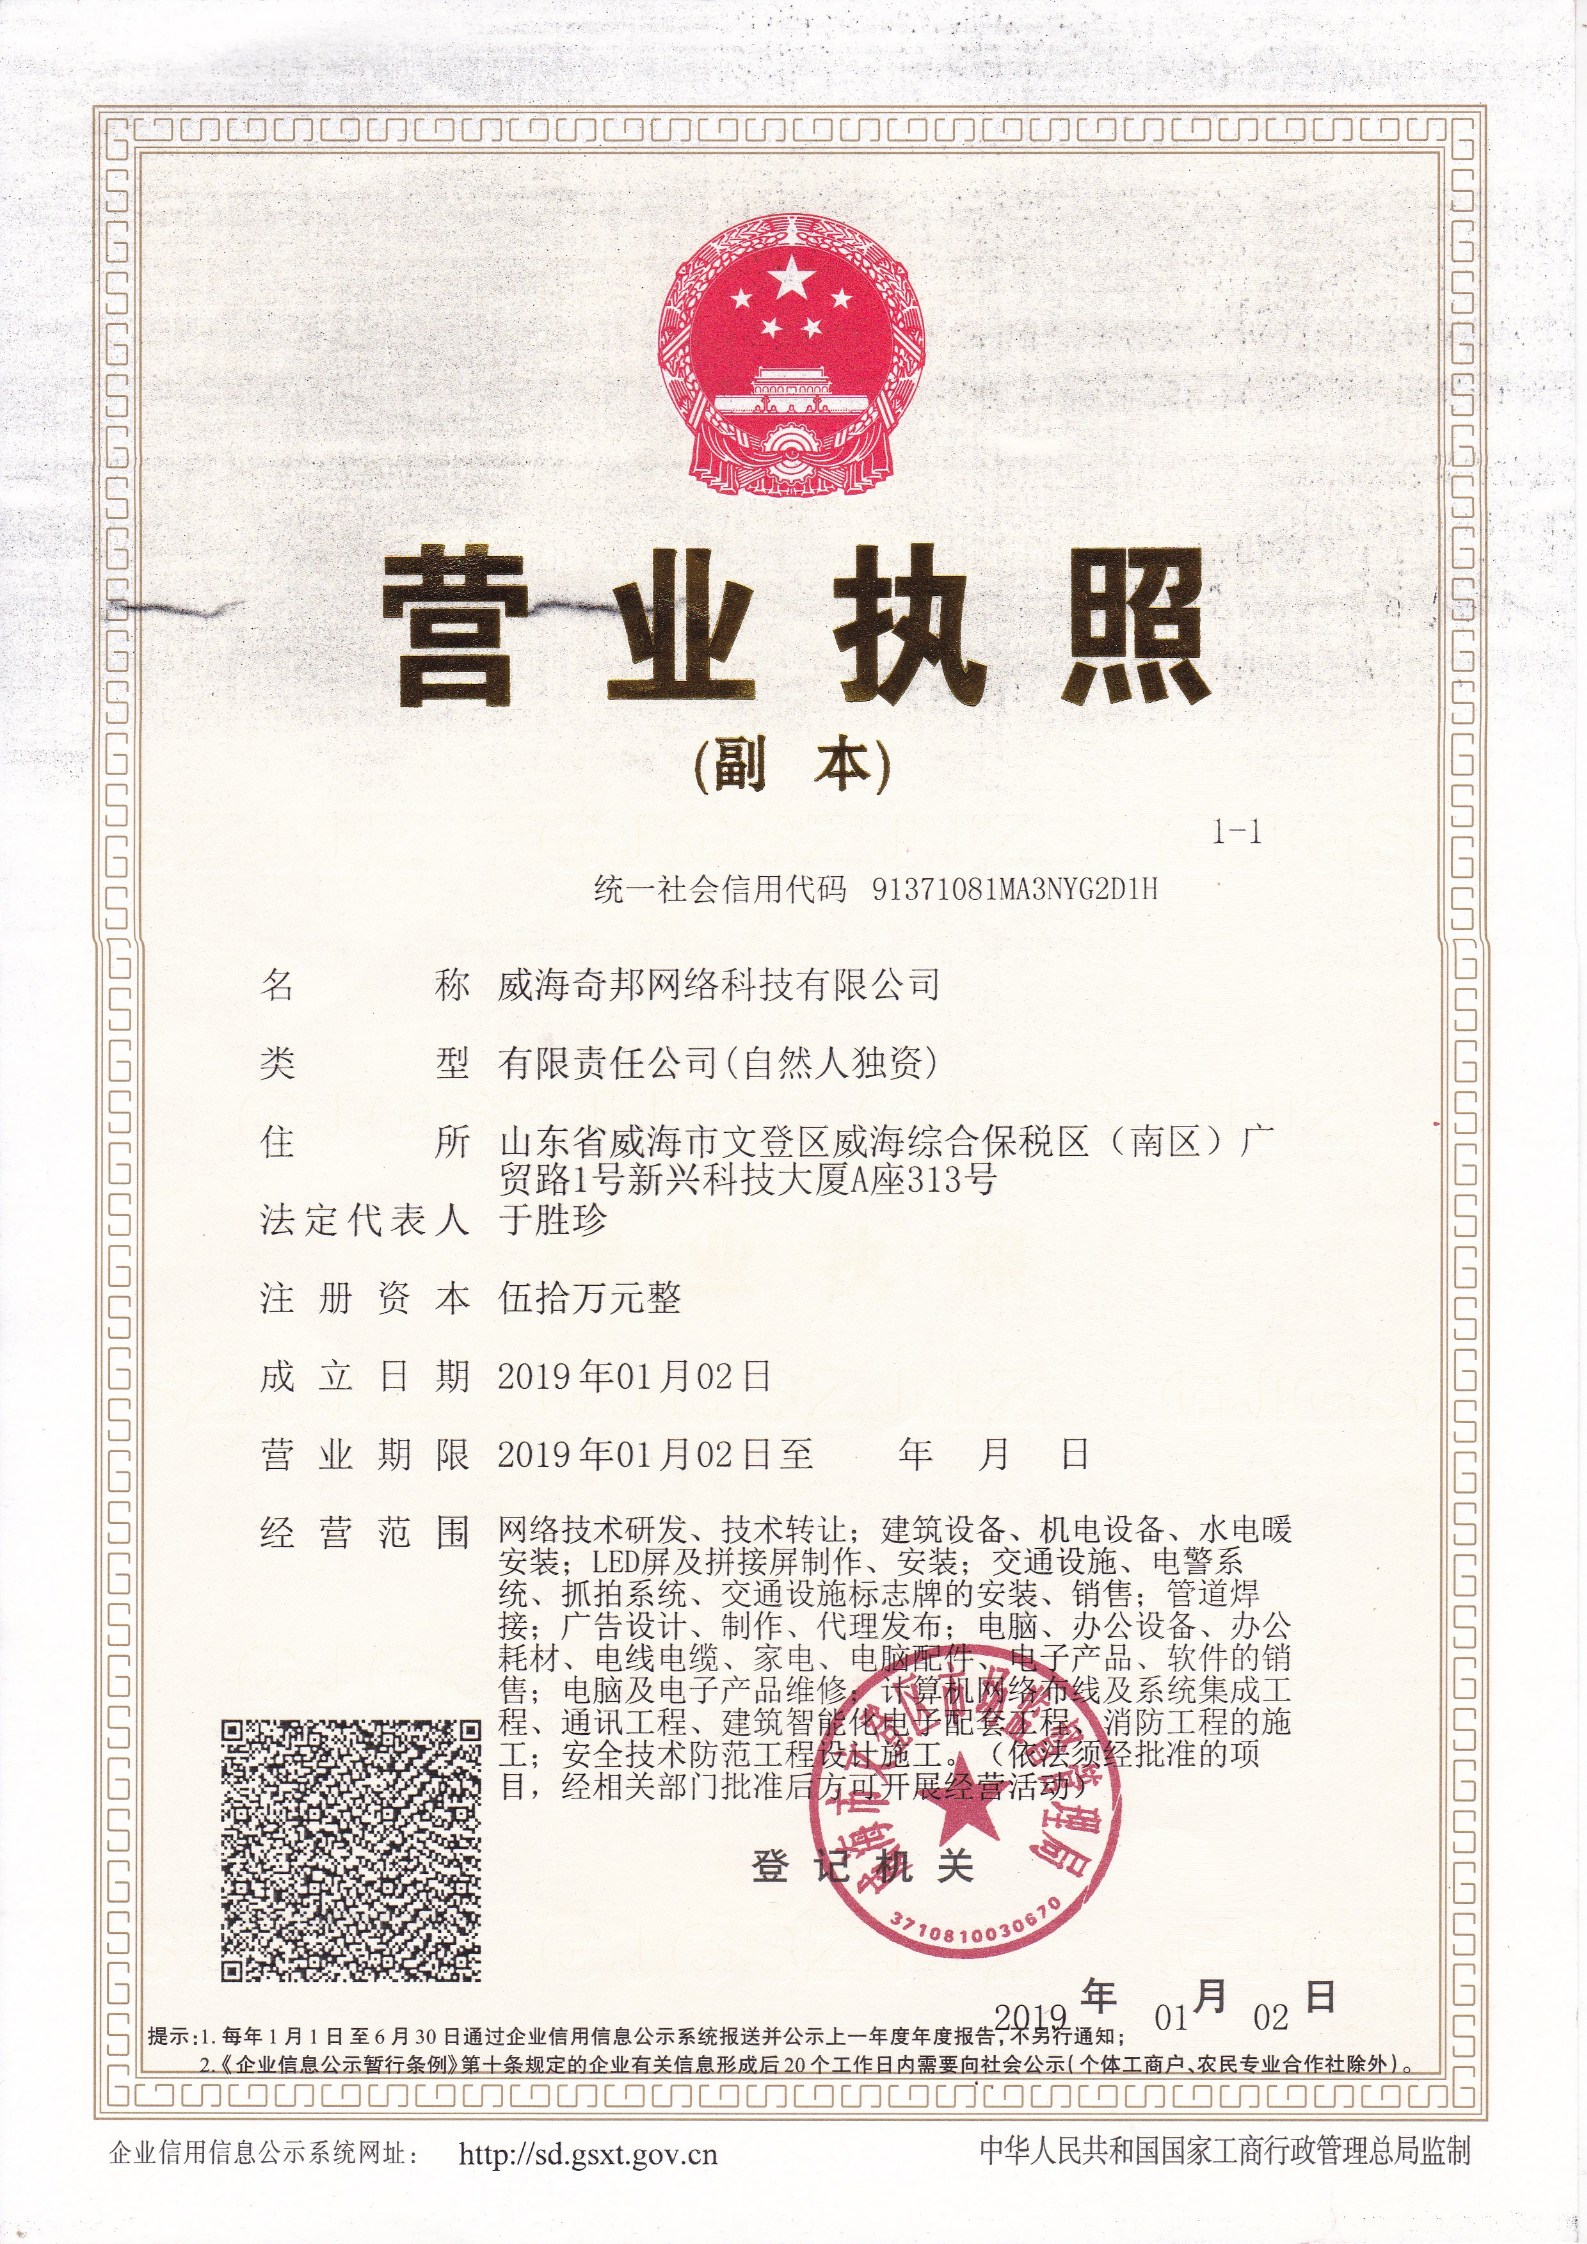 营业执照
(副 本)
1-1
统一社会信用代码 91371081MA3NYG2D1H
名 称 威海奇邦网络科技有限公司
类 型 有限责任公司(自然人独资)
住 所 山东省威海市文登区威海综合保税区（南区）广
贸路1号新兴科技大厦A座313号
法定代表人 于胜珍
注 册 资 本 伍拾万元整
成 立 日 期 2019年01月02日
营 业 期 限 2019年01月02日至 年 月 日
经 营 范 围 网络技术研发、技术转让；建筑设备、机电设备、水电暖
安装；LED屏及拼接屏制作、安装；交通设施、电警系
统、抓拍系统、交通设施标志牌的安装、销售；管道焊
接；广告设计、制作、代理发布；电脑、办公设备、办公
耗材、电线电缆、家电、电脑配件、电子产品、软件的销
售；电脑及电子产品维修；计算机网络布线及系统集成工
程、通讯工程、建筑智能化电子配套工程、消防工程的施
工；安全技术防范工程设计施工。（依法须经批准的项
目，经相关部门批准后方可开展经营活动）
威海市文登区市场监督管理局
登 记 机 关
3710810030670
2019 年 01 月 02 日
提示:1. 每年1月1日至6月30日通过企业信用信息公示系统报送并公示上一年度年度报告,不另行通知;
2.《企业信息公示暂行条例》第十条规定的企业有关信息形成后20个工作日内需要向社会公示(个体工商户、农民专业合作社除外)。
企业信用信息公示系统网址： http://sd.gsxt.gov.cn
中华人民共和国国家工商行政管理总局监制